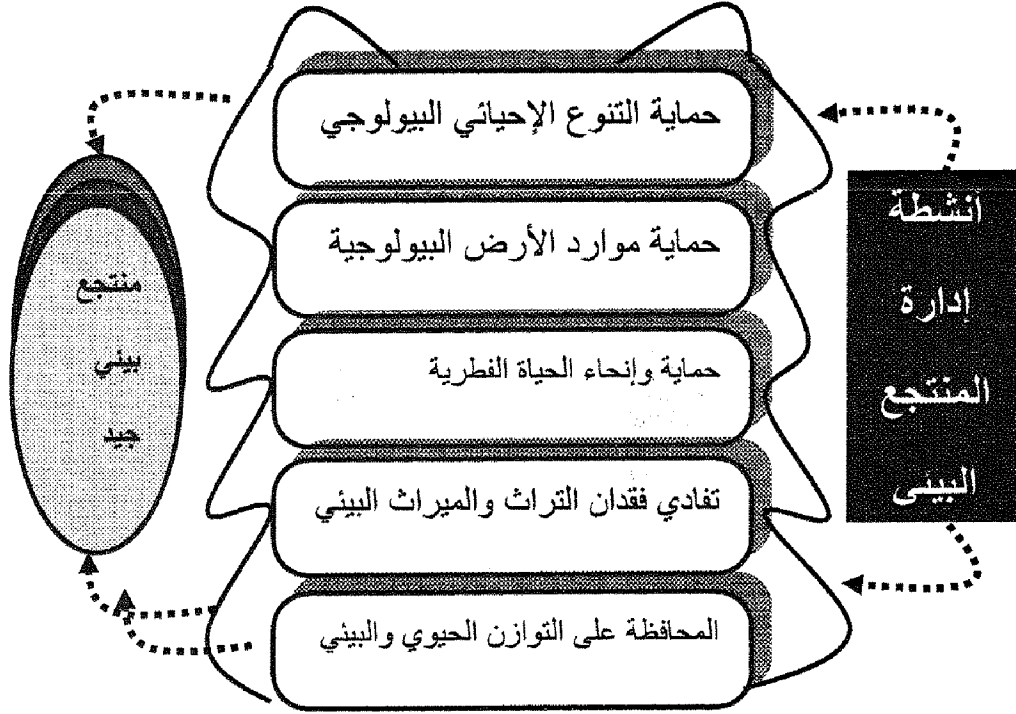 أنشطة
إدارة
المنتجع
البيئى
حماية التنوع الإحيائي البيولوجي
حماية موارد الأرض البيولوجية
حماية وإنحاء الحياة الفطرية
تفادي فقدان التراث والميراث البيئي
المحافظة على التوازن الحيوي والبيئي
منتجع
بيئي
جيد